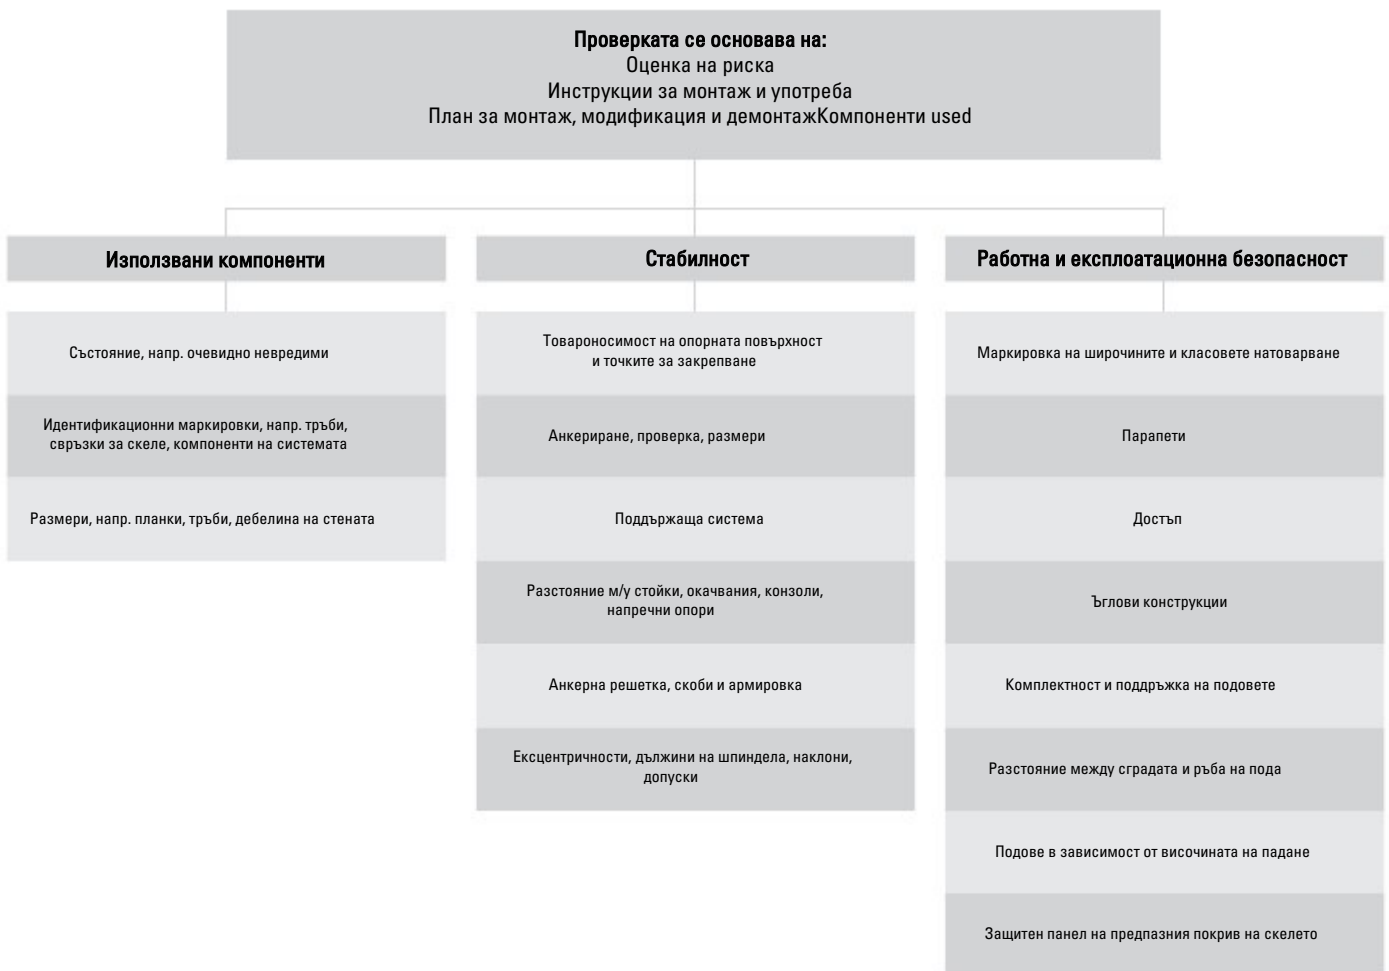 Проверката се основава на:
Оценка на риска
Инструкции за монтаж и употреба
План за монтаж, модификация и демонтажКомпоненти used
Използвани компоненти
Състояние, напр. очевидно невредими
Идентификационни маркировки, напр. тръби,
свръзки за скеле, компоненти на системата
Размери, напр. планки, тръби, дебелина на стената
Стабилност
Товароносимост на опорната повърхност
и точките за закрепване
Анкериране, проверка, размери
Поддържаща система
Разстояние м/у стойки, окачвания, конзоли,
напречни опори
Анкерна решетка, скоби и армировка
Ексцентричности, дължини на шпиндела, наклони,
допуски
Работна и експлоатационна безопасност
Маркировка на широчините и класовете натоварване
Парапети
Достъп
Ъглови конструкции
Комплектност и поддръжка на подовете
Разстояние между сградата и ръба на пода
Подове в зависимост от височината на падане
Защитен панел на предпазния покрив на скелето